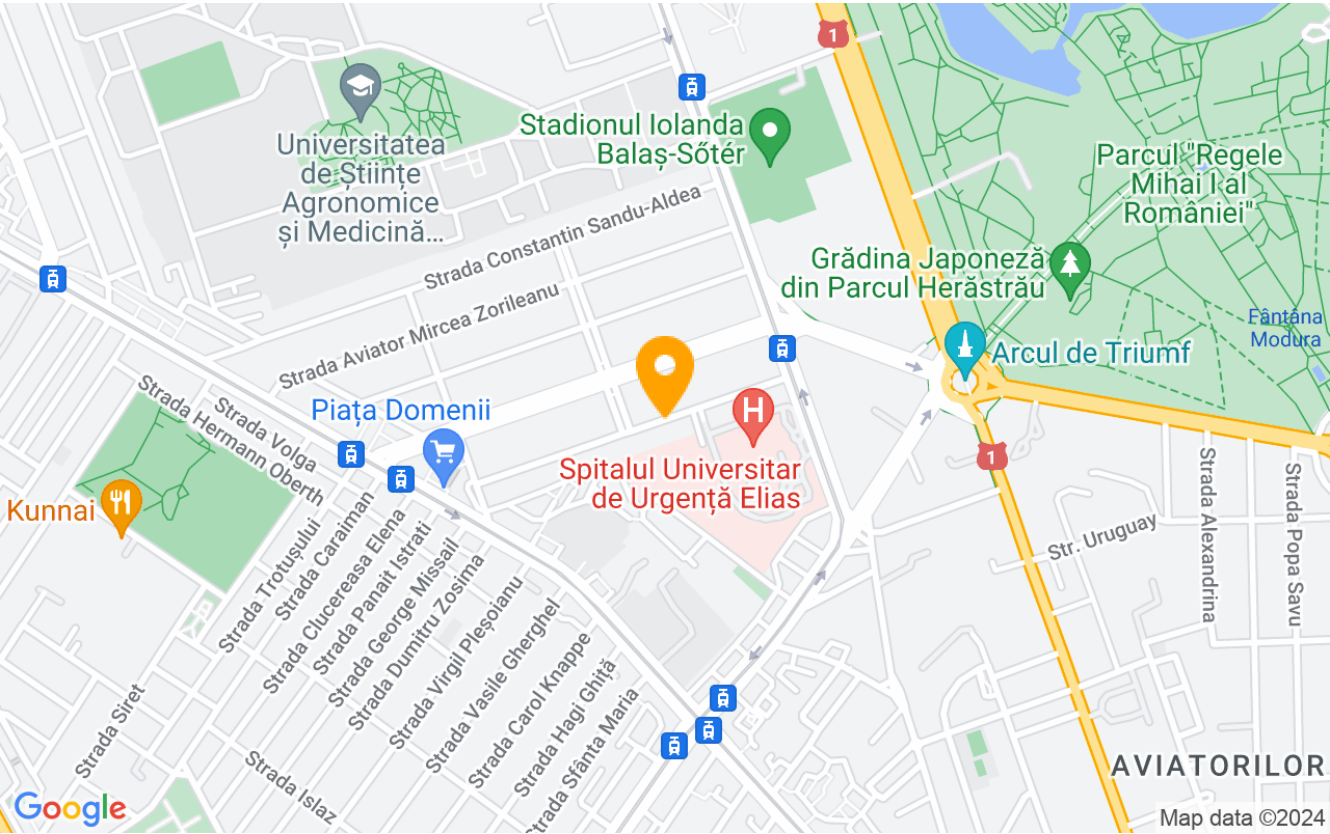 1
Stadionul Iolanda
Balaș-Sőtér
Universitatea
de Științe
Agronomice
și Medicină...
Parcul "Regele
Mihai I al
României"
Strada Constantin Sandu-Aldea
Grădina Japoneză
din Parcul Herăstrău
Strada Aviator Mircea Zorileanu
Fântâna
Modura
Arcul de Triumf
Piața Domenii
H
Strada Volga
Strada Hermann Oberth
Spitalul Universitar
de Urgență Elias
1
Kunnai
Strada Alexandrina
Strada Popa Savu
Str. Uruguay
Strada Trotușului
Strada Caraiman
Strada Clucereasa Elena
Strada Panait Istrati
Strada George Missail
Strada Dumitru Zosima
Strada Virgil Pleșoianu
Strada Vasile Gherghel
Strada Carol Knappe
Strada Hagi Ghiță
Strada Sfânta Maria
Strada Siret
Strada Islaz
AVIATORILOR
Google
Map data ©2024